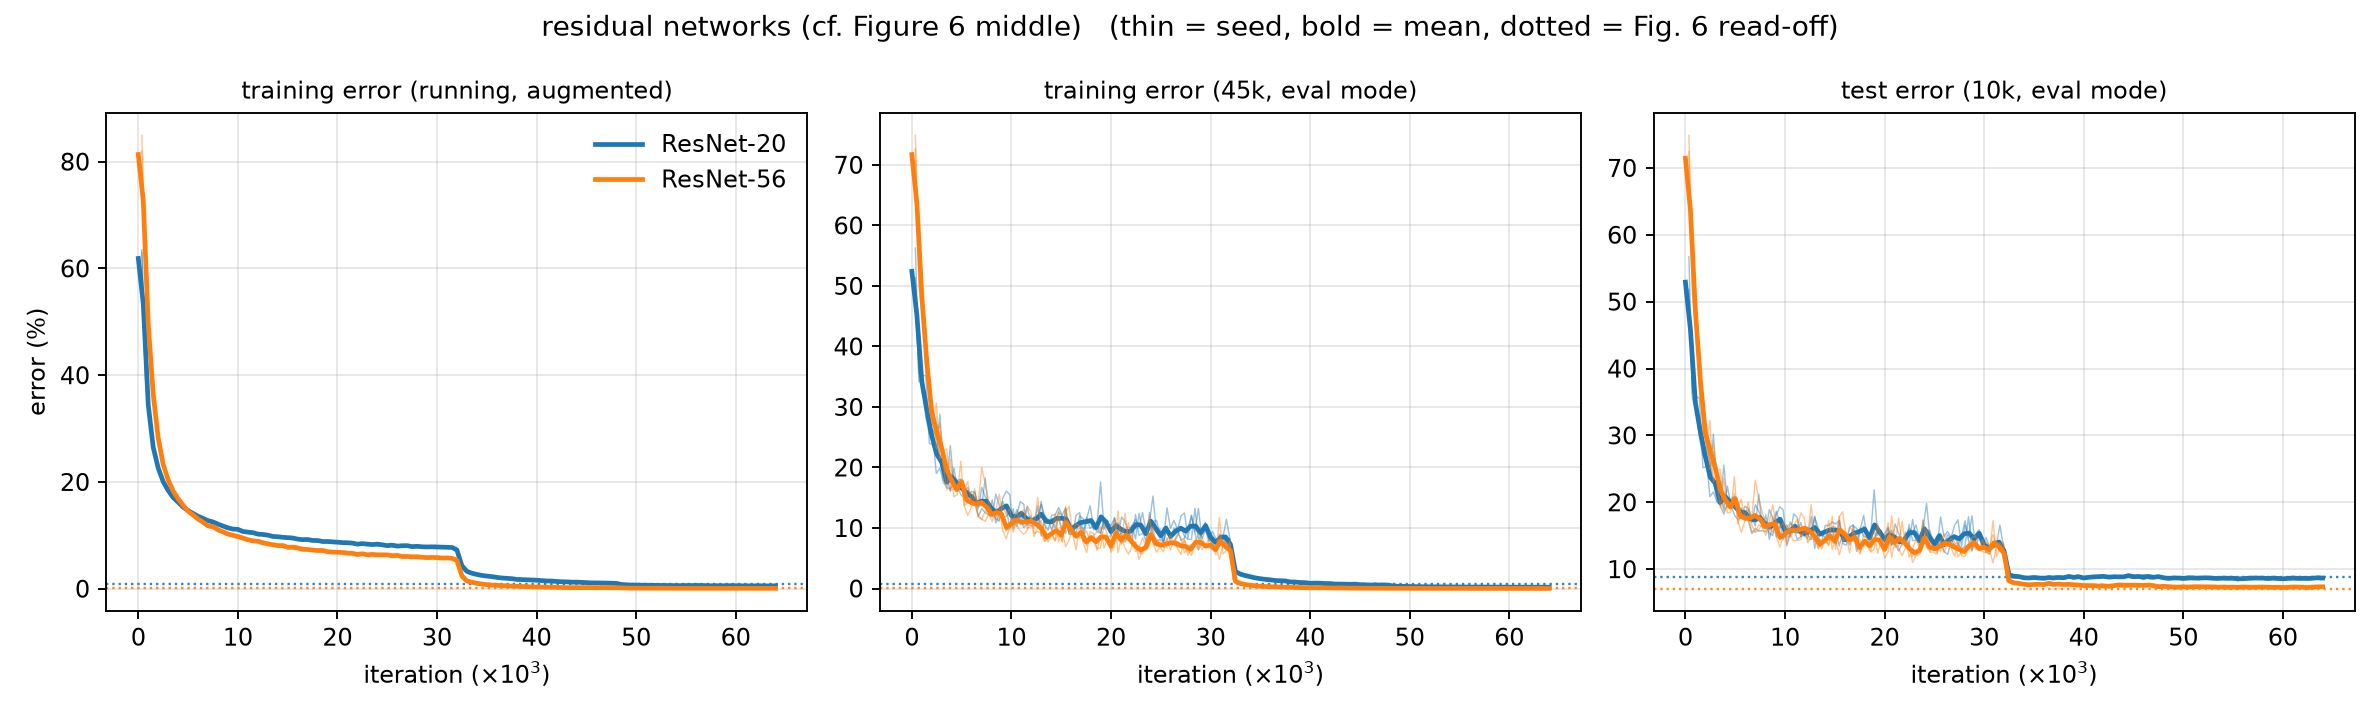 residual networks (cf. Figure 6 middle) (thin = seed, bold = mean, dotted = Fig. 6 read-off)
training error (running, augmented)
error (%)
80
60
40
20
0
ResNet-20
ResNet-56
0 10 20 30 40 50 60
iteration (×10³)
training error (45k, eval mode)
70
60
50
40
30
20
10
0
0 10 20 30 40 50 60
iteration (×10³)
test error (10k, eval mode)
70
60
50
40
30
20
10
0 10 20 30 40 50 60
iteration (×10³)